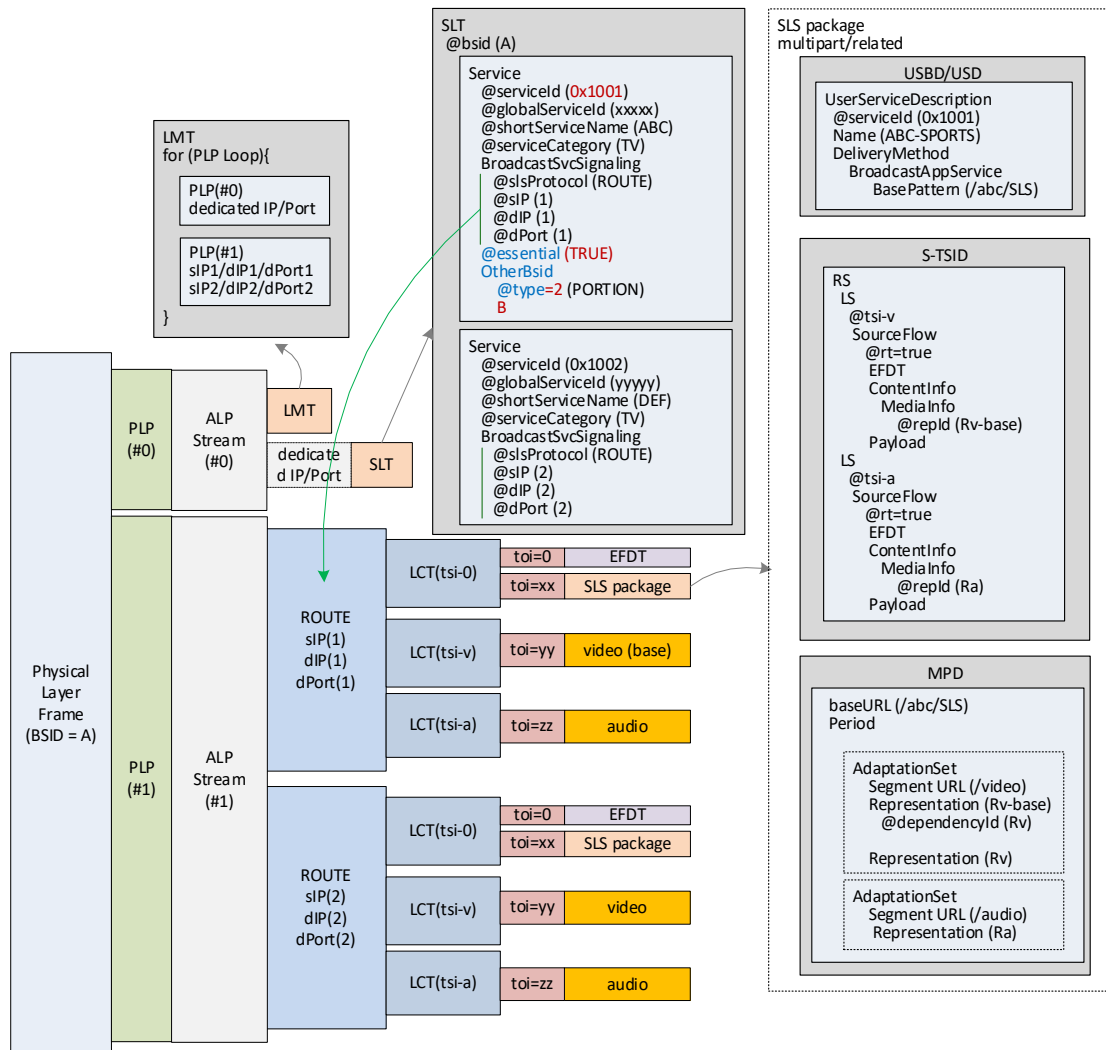 LMT
for (PLP Loop){
PLP(#0)
dedicated IP/Port
PLP(#1)
sIP1/dIP1/dPort1
sIP2/dIP2/dPort2
}
SLT
@bsid (A)
Service
@serviceId (0x1001)
@globalServiceId (xxxxx)
@shortServiceName (ABC)
@serviceCategory (TV)
BroadcastSvcSignaling
@slsProtocol (ROUTE)
@sIP (1)
@dIP (1)
@dPort (1)
@essential (TRUE)
OtherBsid
@type=2 (PORTION)
B
Service
@serviceId (0x1002)
@globalServiceId (yyyyy)
@shortServiceName (DEF)
@serviceCategory (TV)
BroadcastSvcSignaling
@slsProtocol (ROUTE)
@sIP (2)
@dIP (2)
@dPort (2)
Physical
Layer
Frame
(BSID = A)
PLP
(#0)
ALP
Stream
(#0)
LMT
dedicate
d IP/Port
SLT
PLP
(#1)
ALP
Stream
(#1)
ROUTE
sIP(1)
dIP(1)
dPort(1)
LCT(tsi-0)
toi=0
EFDT
toi=xx
SLS package
LCT(tsi-v)
toi=yy
video (base)
LCT(tsi-a)
toi=zz
audio
ROUTE
sIP(2)
dIP(2)
dPort(2)
LCT(tsi-0)
toi=0
EFDT
toi=xx
SLS package
LCT(tsi-v)
toi=yy
video
LCT(tsi-a)
toi=zz
audio
SLS package
multipart/related
USBD/USD
UserServiceDescription
@serviceId (0x1001)
Name (ABC-SPORTS)
DeliveryMethod
BroadcastAppService
BasePattern (/abc/SLS)
S-TSID
RS
LS
@tsi-v
SourceFlow
@rt=true
EFDT
ContentInfo
MediaInfo
@repId (Rv-base)
Payload
LS
@tsi-a
SourceFlow
@rt=true
EFDT
ContentInfo
MediaInfo
@repId (Ra)
Payload
MPD
baseURL (/abc/SLS)
Period
AdaptationSet
Segment URL (/video)
Representation (Rv-base)
@dependencyId (Rv)
Representation (Rv)
AdaptationSet
Segment URL (/audio)
Representation (Ra)